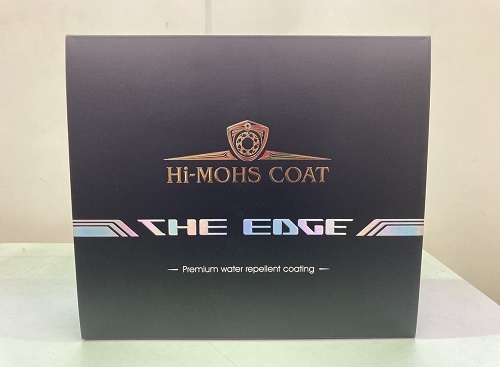 Hi-MOHS COAT
THE EDGE
Premium water repellent coating